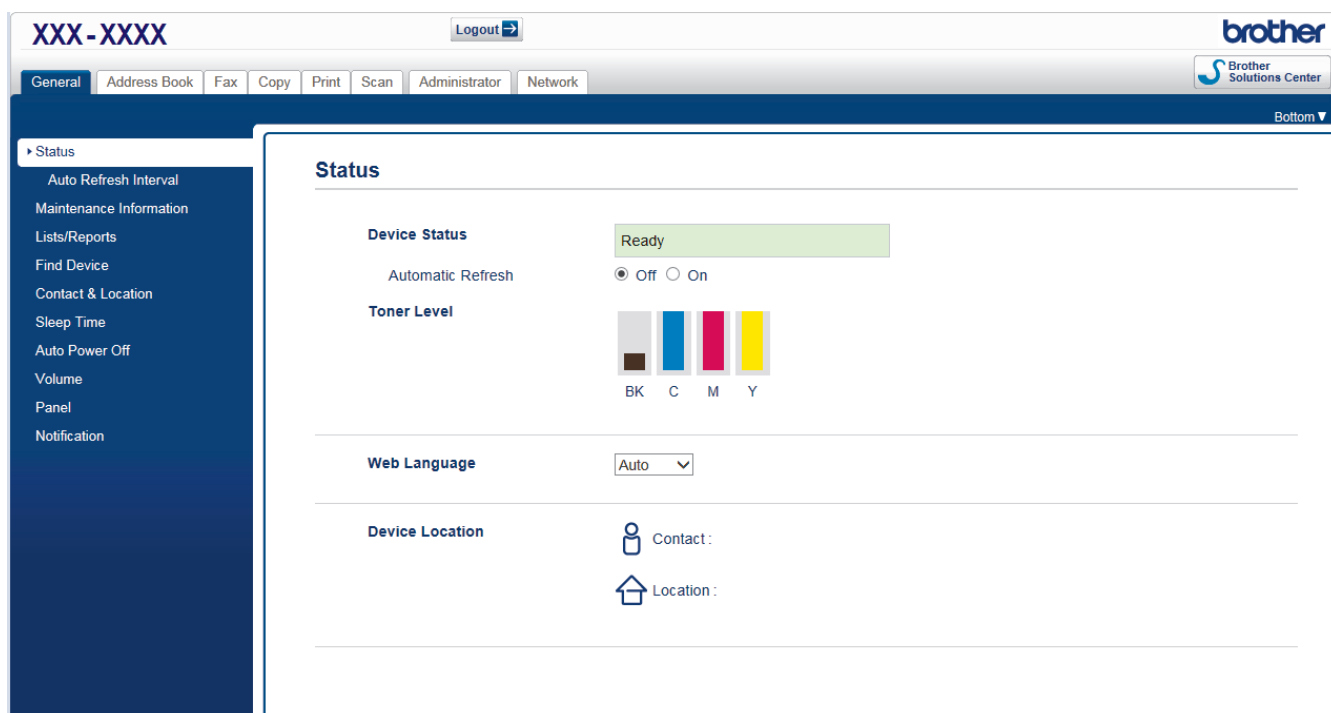 XXX-XXXX
Logout
brother
General Address Book Fax Copy Print Scan Administrator Network
Brother
Solutions Center
Bottom▼
Status
Auto Refresh Interval
Maintenance Information
Lists/Reports
Find Device
Contact & Location
Sleep Time
Auto Power Off
Volume
Panel
Notification
Status
Device Status Ready
Automatic Refresh Off On
Toner Level
BK C M Y
Web Language Auto
Device Location Contact :
Location :